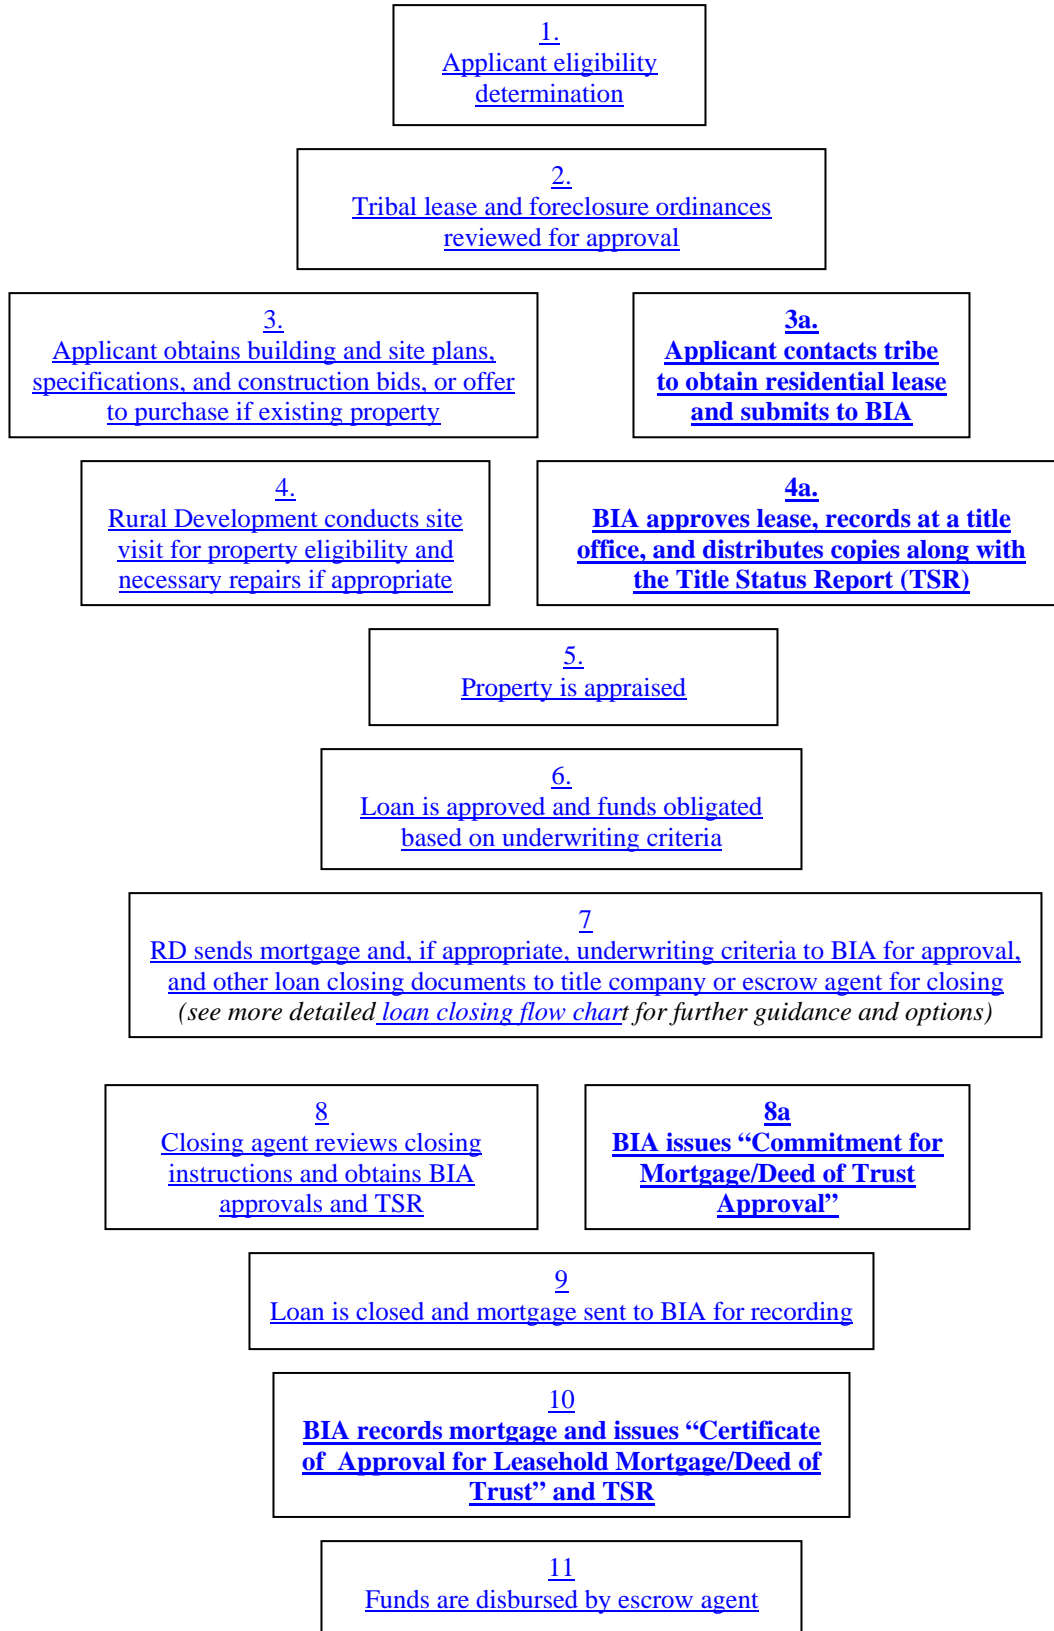 1.
Applicant eligibility
determination
2.
Tribal lease and foreclosure ordinances
reviewed for approval
3.
Applicant obtains building and site plans,
specifications, and construction bids, or offer
to purchase if existing property
3a.
Applicant contacts tribe
to obtain residential lease
and submits to BIA
4.
Rural Development conducts site
visit for property eligibility and
necessary repairs if appropriate
4a.
BIA approves lease, records at a title
office, and distributes copies along with
the Title Status Report (TSR)
5.
Property is appraised
6.
Loan is approved and funds obligated
based on underwriting criteria
7
RD sends mortgage and, if appropriate, underwriting criteria to BIA for approval,
and other loan closing documents to title company or escrow agent for closing
(see more detailed loan closing flow chart for further guidance and options)
8
Closing agent reviews closing
instructions and obtains BIA
approvals and TSR
8a
BIA issues “Commitment for
Mortgage/Deed of Trust
Approval”
9
Loan is closed and mortgage sent to BIA for recording
10
BIA records mortgage and issues “Certificate
of Approval for Leasehold Mortgage/Deed of
Trust” and TSR
11
Funds are disbursed by escrow agent